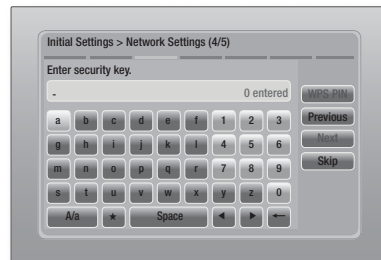 Initial Settings > Network Settings (4/5)
Enter security key.
- 0 entered
WPS PIN
a b c d e f 1 2 3
Previous
g h i j k l 4 5 6
Next
m n o p q r 7 8 9
Skip
s t u v w x y z 0
A/a ★ Space ◀ ▶ ←